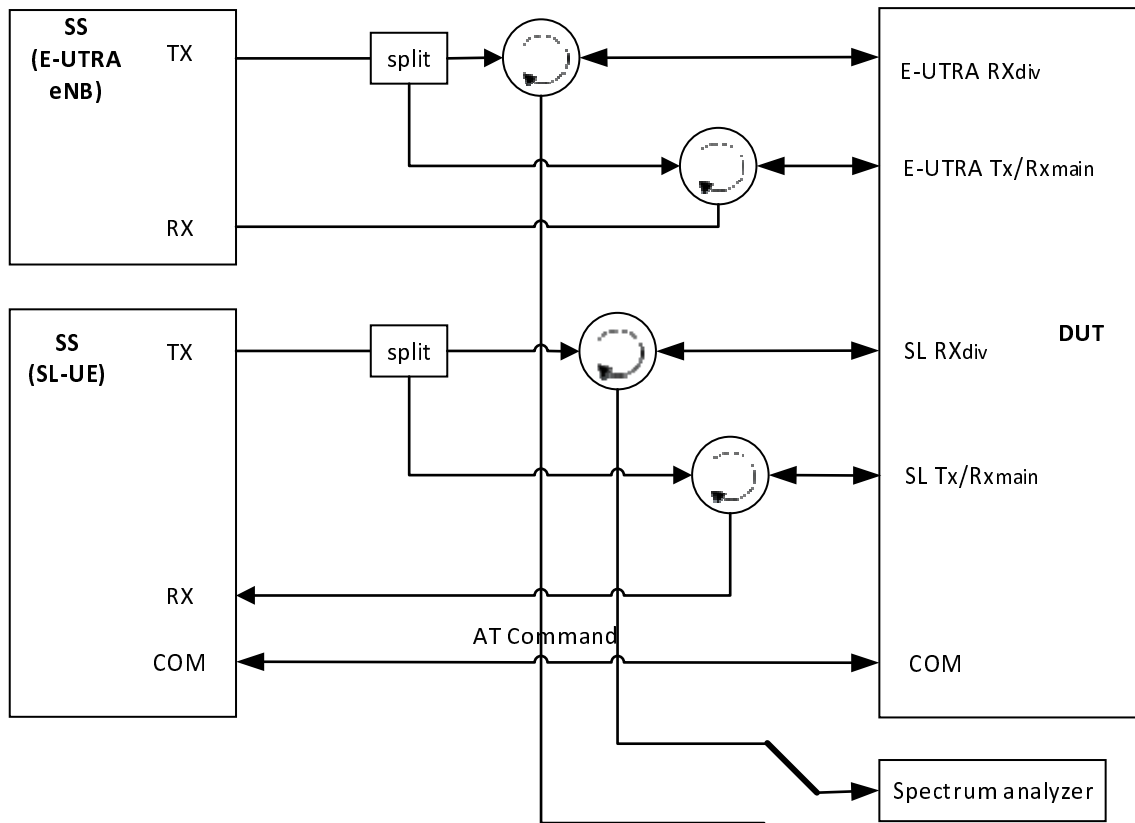 SS
(E-UTRA
eNB)
TX
split
E-UTRA RXdiv
E-UTRA Tx/Rxmain
RX
SS
(SL-UE)
TX
split
SL RXdiv
DUT
SL Tx/Rxmain
RX
AT Command
COM
COM
Spectrum analyzer